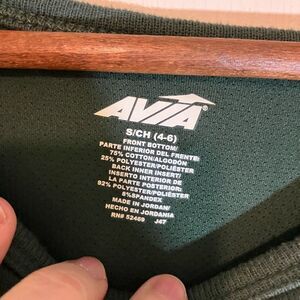 AVIA
S/CH (4-6)
FRONT BOTTOM/
PARTE INFERIOR DEL FRENTE:
75% COTTON/ALGODÓN
25% POLYESTER/POLIÉSTER
BACK INNER INSERT/
INSERTO INTERIOR DE
LA PARTE POSTERIOR:
92% POLYESTER/POLIÉSTER
8%SPANDEX
MADE IN JORDAN/
HECHO EN JORDANIA
RN# 52469 J47